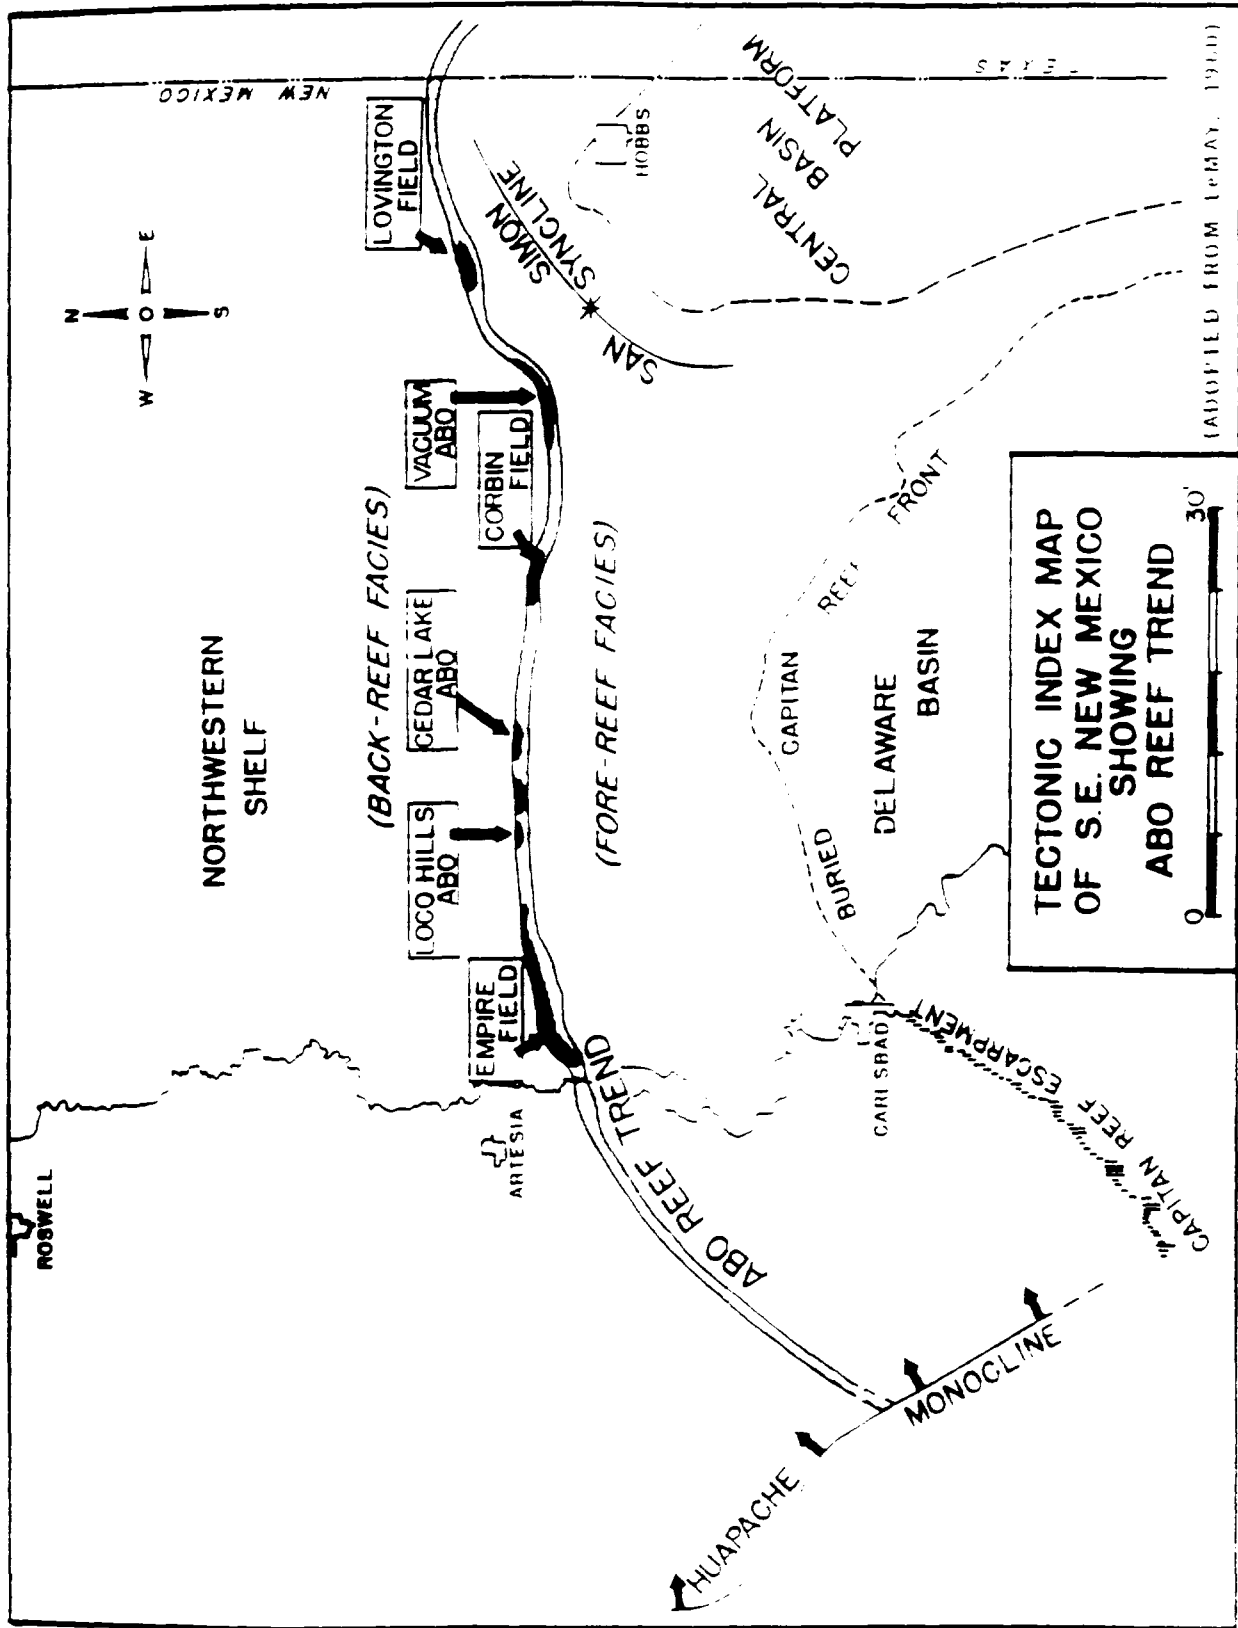 ROSWELL
N
W O E
S
NEW MEXICO
TEXAS
NORTHWESTERN
SHELF
(BACK-REEF FACIES)
LOVINGTON
FIELD
VACUUM
ABO
CORBIN
FIELD
CEDAR LAKE
ABO
LOCO HILLS
ABO
EMPIRE
FIELD
ARTESIA
ABO REEF TREND
(FORE-REEF FACIES)
SAN SIMON
SYNCLINE
HOBBS
CENTRAL
BASIN
PLATFORM
HUAPACHE MONOCLINE
BURIED CAPITAN REEF FRONT
DELAWARE
BASIN
CARLSBAD
CAPITAN REEF ESCARPMENT
TECTONIC INDEX MAP
OF S.E. NEW MEXICO
SHOWING
ABO REEF TREND
0 30'
(ADOPTED FROM LeMAY,